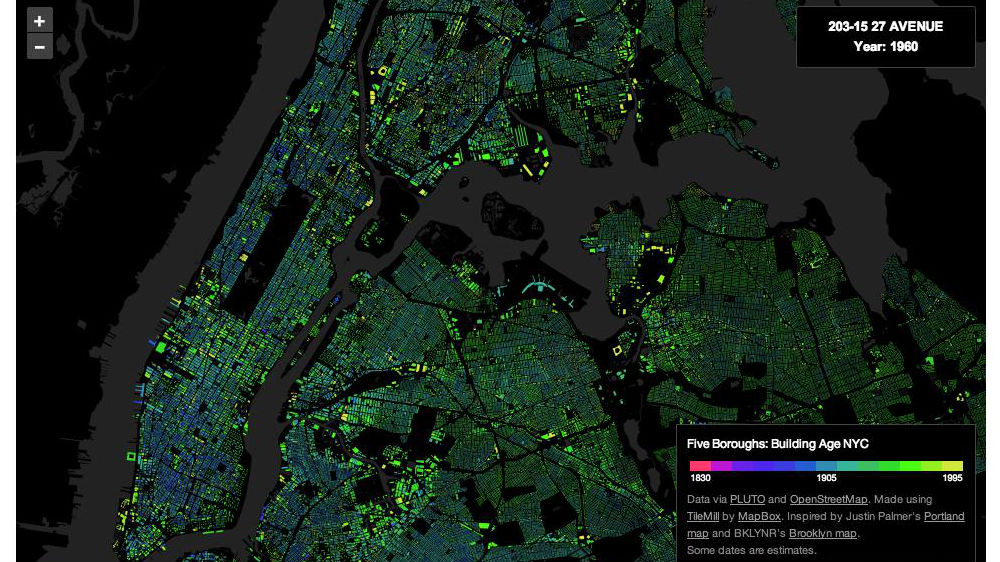 +
−
203-15 27 AVENUE
Year: 1960
Five Boroughs: Building Age NYC
1830 1905 1995
Data via PLUTO and OpenStreetMap. Made using
TileMill by MapBox. Inspired by Justin Palmer's Portland
map and BKLYNR's Brooklyn map.
Some dates are estimates.